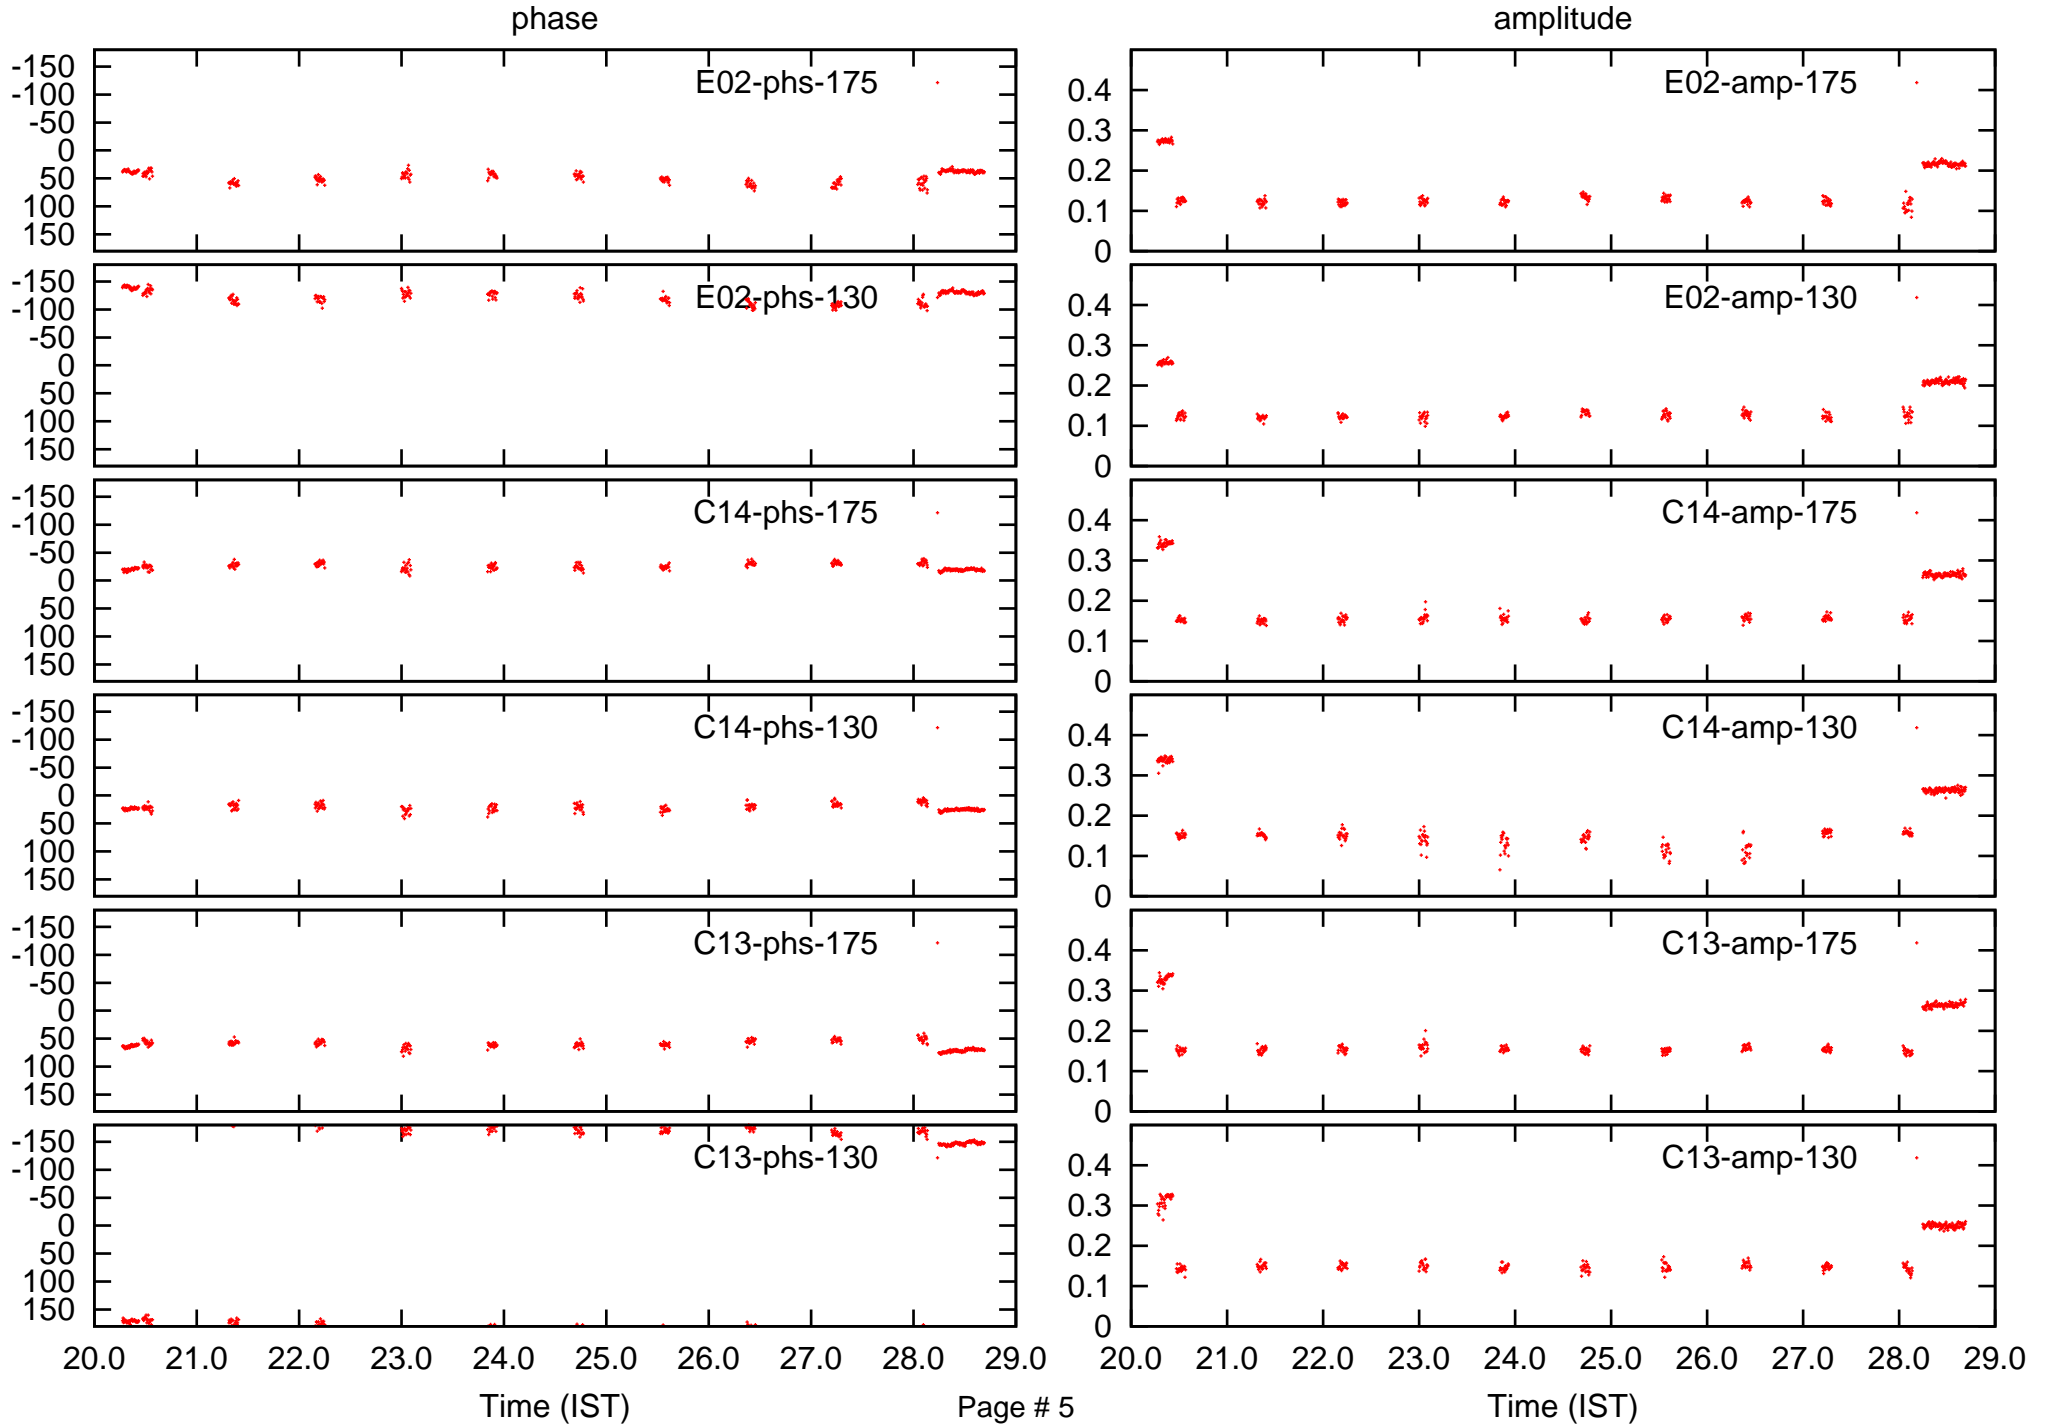 phase amplitude
-150 -100 -50 0 50 100 150 E02-phs-175 0.4 0.3 0.2 0.1 0 E02-amp-175
-150 -100 -50 0 50 100 150 E02-phs-130 0.4 0.3 0.2 0.1 0 E02-amp-130
-150 -100 -50 0 50 100 150 C14-phs-175 0.4 0.3 0.2 0.1 0 C14-amp-175
-150 -100 -50 0 50 100 150 C14-phs-130 0.4 0.3 0.2 0.1 0 C14-amp-130
-150 -100 -50 0 50 100 150 C13-phs-175 0.4 0.3 0.2 0.1 0 C13-amp-175
-150 -100 -50 0 50 100 150 C13-phs-130 0.4 0.3 0.2 0.1 0 C13-amp-130
20.0 21.0 22.0 23.0 24.0 25.0 26.0 27.0 28.0 29.0 20.0 21.0 22.0 23.0 24.0 25.0 26.0 27.0 28.0 29.0
Time (IST) Page # 5 Time (IST)